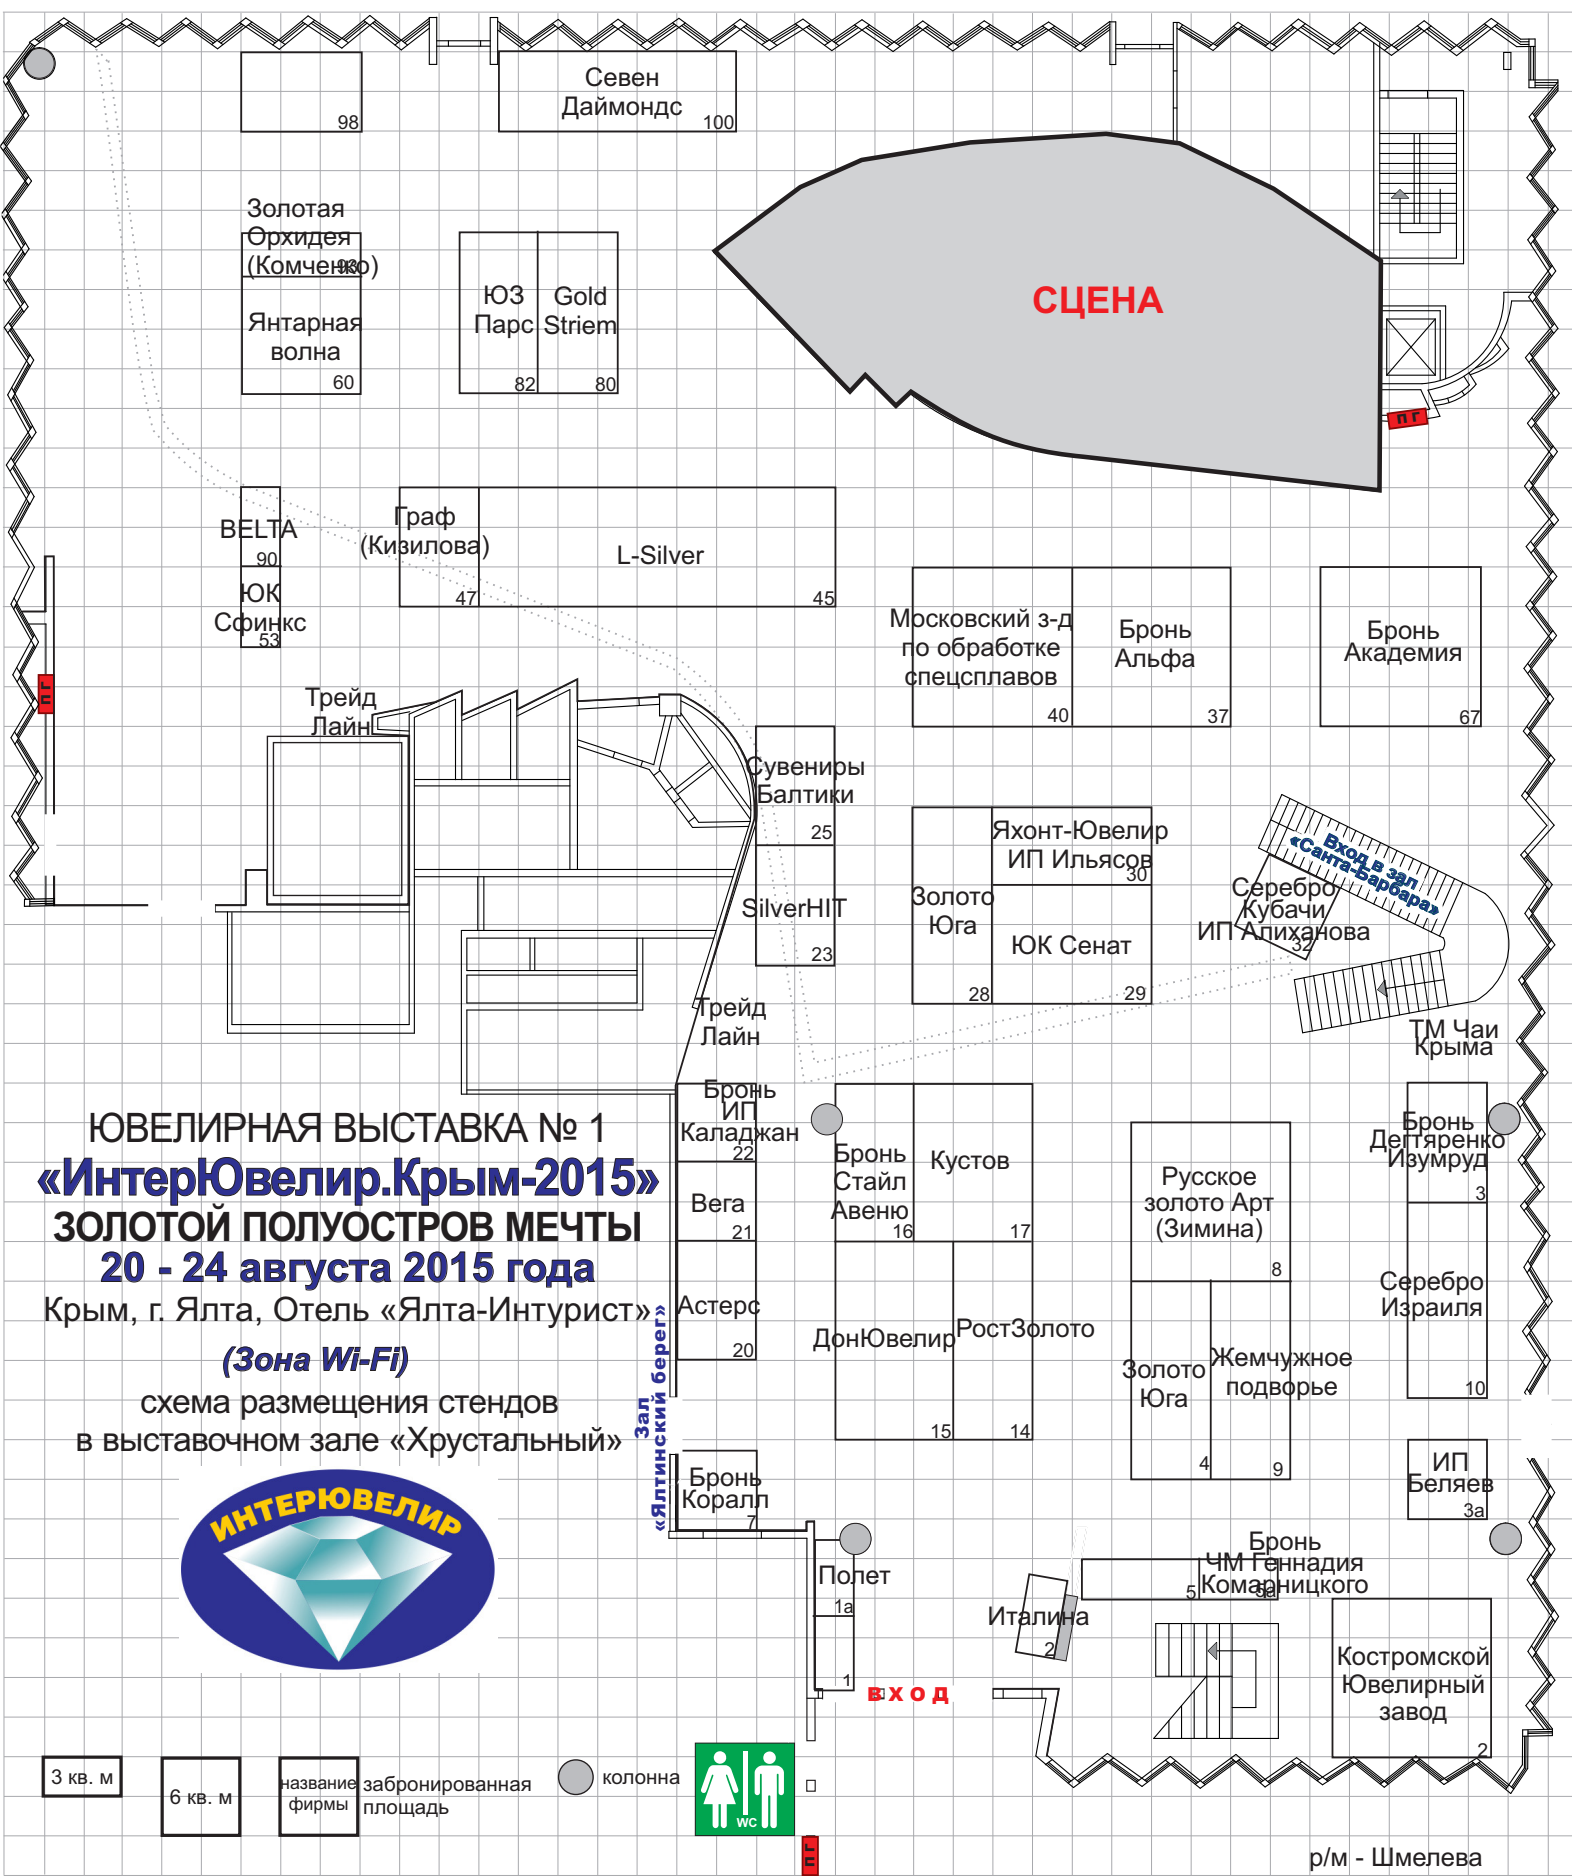 Севен
Даймондс
100
98
Золотая
Орхидея
(Комченко)
93
Янтарная
волна
60
ЮЗ
Парс
82
Gold
Striem
80
СЦЕНА
ПГ
BELTA
90
ЮК
Сфинкс
53
Граф
(Кизилова)
47
L-Silver
45
Московский з-д
по обработке
спецсплавов
40
Бронь
Альфа
37
Бронь
Академия
67
ПГ
Трейд
Лайн
Сувениры
Балтики
25
SilverHIT
23
Золото
Юга
28
Яхонт-Ювелир
ИП Ильясов
30
ЮК Сенат
29
Вход в зал
«Санта-Барбара»
Серебро
Кубачи
ИП Алиханова
32
Трейд
Лайн
ТМ Чаи
Крыма
Бронь
ИП
Каладжан
22
Вега
21
Астерс
20
Бронь
Стайл
Авеню
16
Кустов
17
ДонЮвелир
15
РостЗолото
14
Русское
золото Арт
(Зимина)
8
Золото
Юга
4
Жемчужное
подворье
9
Бронь
Дегтяренко
Изумруд
3
Серебро
Израиля
10
ИП
Беляев
3а
ЮВЕЛИРНАЯ ВЫСТАВКА № 1
«ИнтерЮвелир.Крым-2015»
ЗОЛОТОЙ ПОЛУОСТРОВ МЕЧТЫ
20 - 24 августа 2015 года
Крым, г. Ялта, Отель «Ялта-Интурист»
(Зона Wi-Fi)
схема размещения стендов
в выставочном зале «Хрустальный»
Зал
«Ялтинский берег»
ИНТЕРЮВЕЛИР
Бронь
Коралл
7
Полет
1а
1
Италина
2
Бронь
ЧМ Геннадия
Комарницкого
5
5а
Костромской
Ювелирный
завод
2
ВХОД
3 кв. м
6 кв. м
название
фирмы
забронированная
площадь
колонна
WC
ПГ
р/м - Шмелева